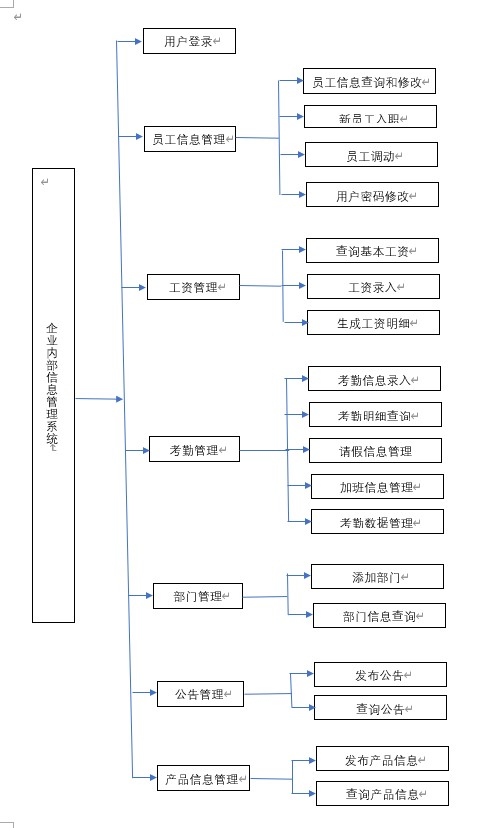 企业内部信息管理系统
用户登录
员工信息管理
员工信息查询和修改
新员工入职
员工调动
用户密码修改
工资管理
查询基本工资
工资录入
生成工资明细
考勤管理
考勤信息录入
考勤明细查询
请假信息管理
加班信息管理
考勤数据管理
部门管理
添加部门
部门信息查询
公告管理
发布公告
查询公告
产品信息管理
发布产品信息
查询产品信息